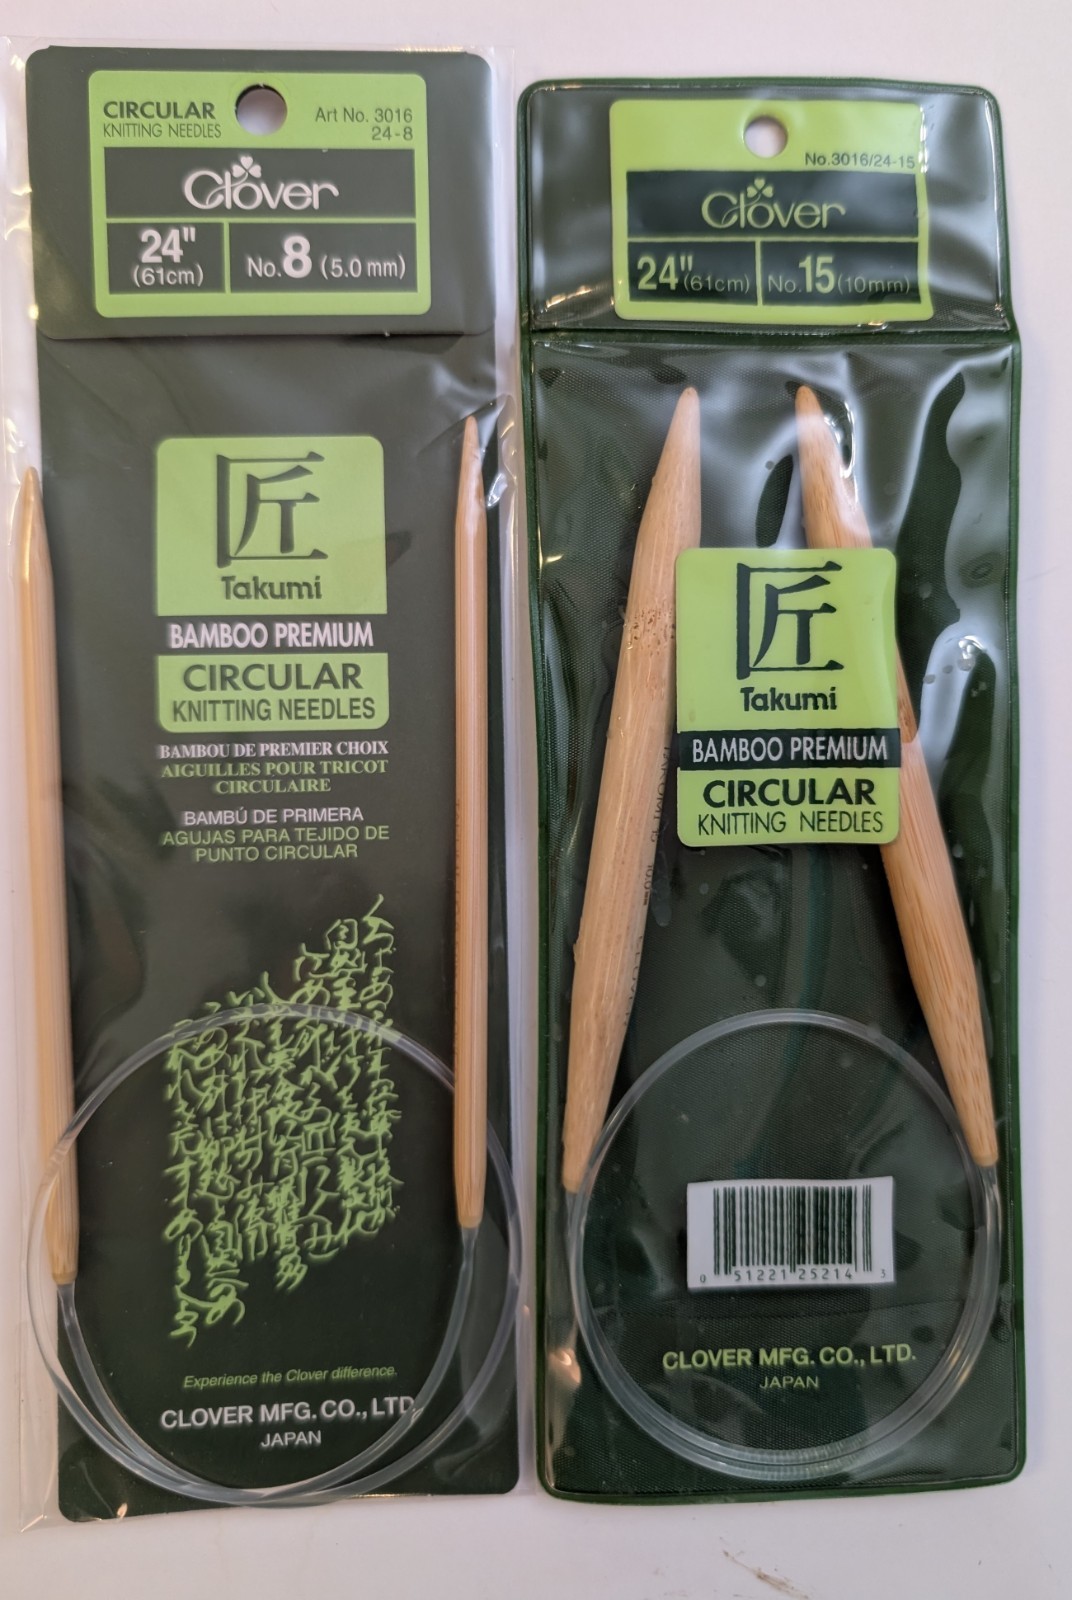 CIRCULAR
KNITTING NEEDLES
Art No. 3016
24-8
Clover
24"
(61cm)
No.8 (5.0 mm)
匠
Takumi
BAMBOO PREMIUM
CIRCULAR
KNITTING NEEDLES
BAMBOU DE PREMIER CHOIX
AIGUILLES POUR TRICOT
CIRCULAIRE
BAMBÚ DE PRIMERA
AGUJAS PARA TEJIDO DE
PUNTO CIRCULAR
Experience the Clover difference.
CLOVER MFG. CO., LTD.
JAPAN
No.3016/24-15
Clover
24" (61cm)
No.15 (10mm)
匠
Takumi
BAMBOO PREMIUM
CIRCULAR
KNITTING NEEDLES
0 51221 25214 3
CLOVER MFG. CO., LTD.
JAPAN